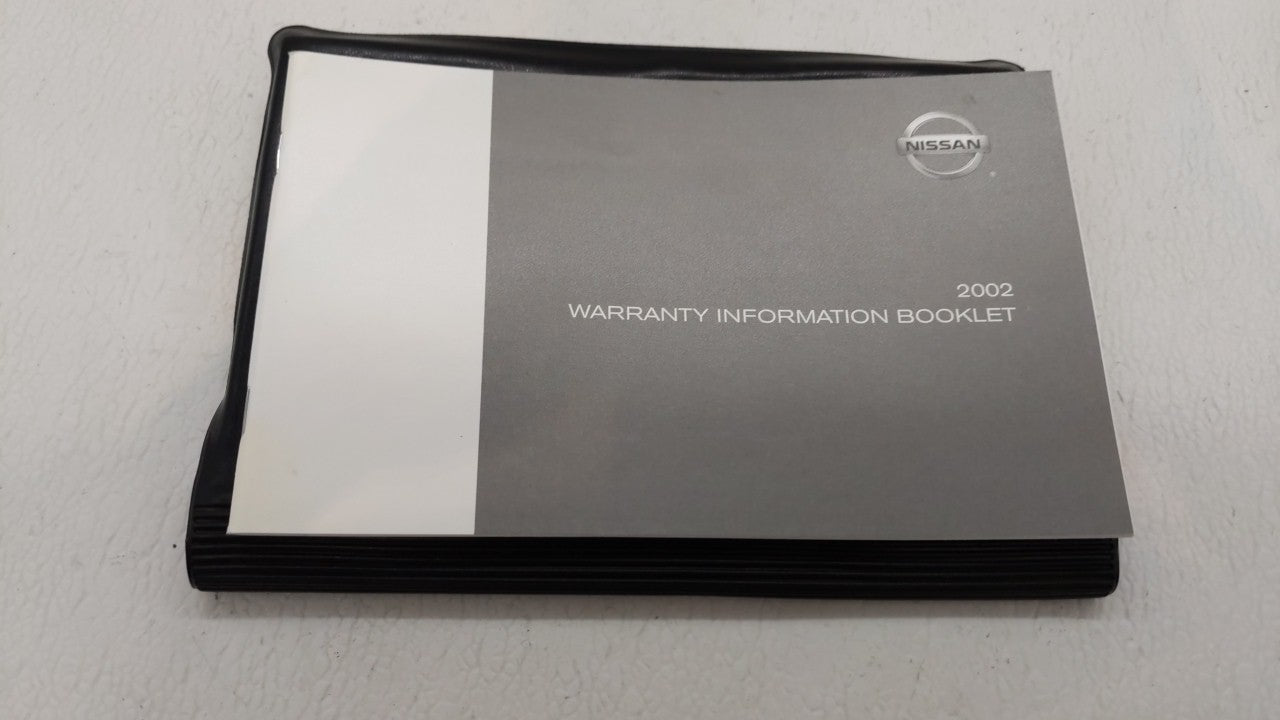 NISSAN
2002
WARRANTY INFORMATION BOOKLET